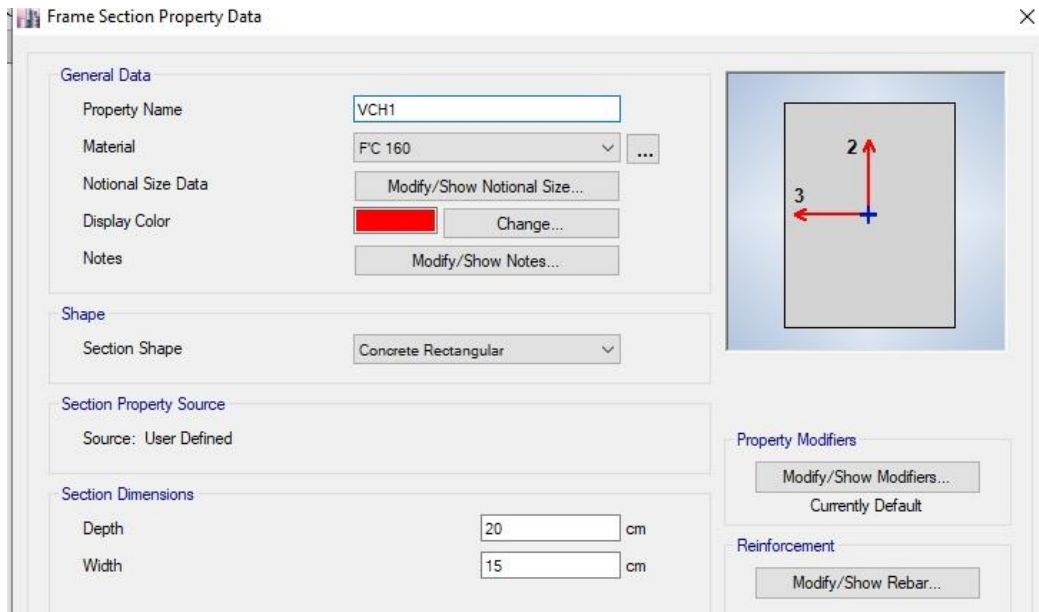 Frame Section Property Data
General Data
Property Name VCH1
Material F'C 160 ...
Notional Size Data Modify/Show Notional Size...
Display Color Change...
Notes Modify/Show Notes...
2
3
Shape
Section Shape Concrete Rectangular
Section Property Source
Source: User Defined
Property Modifiers
Modify/Show Modifiers...
Currently Default
Section Dimensions
Depth 20 cm
Width 15 cm
Reinforcement
Modify/Show Rebar...